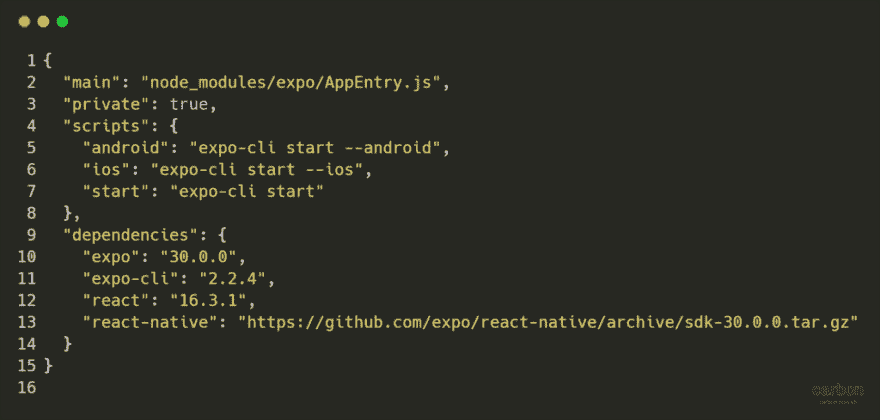 1 {
2   "main": "node_modules/expo/AppEntry.js",
3   "private": true,
4   "scripts": {
5     "android": "expo-cli start --android",
6     "ios": "expo-cli start --ios",
7     "start": "expo-cli start"
8   },
9   "dependencies": {
10     "expo": "30.0.0",
11     "expo-cli": "2.2.4",
12     "react": "16.3.1",
13     "react-native": "https://github.com/expo/react-native/archive/sdk-30.0.0.tar.gz"
14   }
15 }
16
carbon